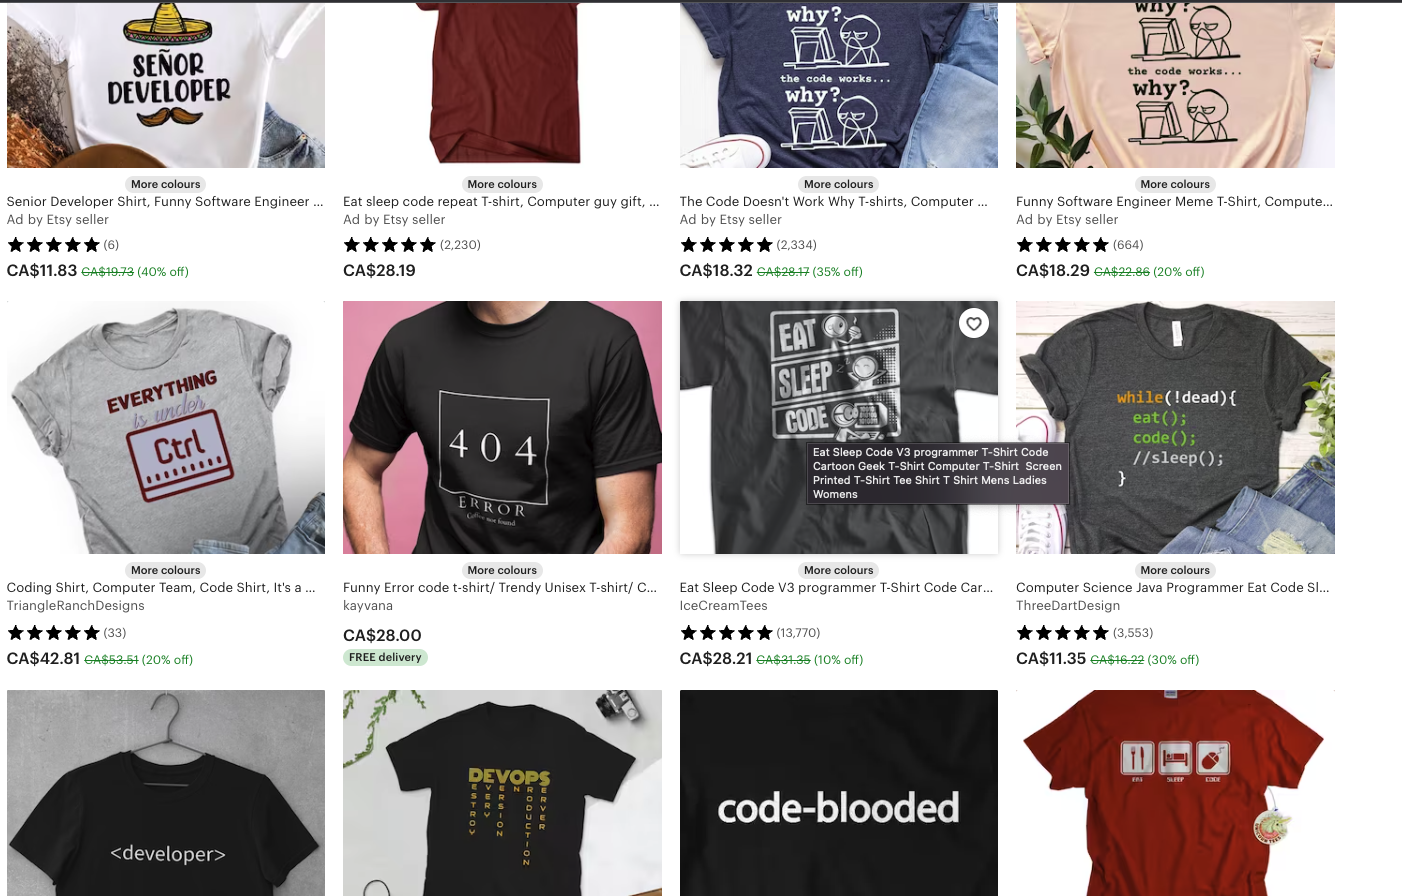 SEÑOR
DEVELOPER
why?
the code works...
why?
why?
the code works...
why?
More colours
More colours
More colours
More colours
Senior Developer Shirt, Funny Software Engineer ...
Eat sleep code repeat T-shirt, Computer guy gift, ...
The Code Doesn't Work Why T-shirts, Computer ...
Funny Software Engineer Meme T-Shirt, Compute...
Ad by Etsy seller
Ad by Etsy seller
Ad by Etsy seller
Ad by Etsy seller
(6)
(2,230)
(2,334)
(664)
CA$11.83 CA$19.73 (40% off)
CA$28.19
CA$18.32 CA$28.17 (35% off)
CA$18.29 CA$22.86 (20% off)
EVERYTHING
is under
Ctrl
404
ERROR
Coffee not found
EAT
SLEEP
CODE
Eat Sleep Code V3 programmer T-Shirt Code
Cartoon Geek T-Shirt Computer T-Shirt Screen
Printed T-Shirt Tee Shirt T Shirt Mens Ladies
Womens
while(!dead){
eat();
code();
//sleep();
}
More colours
More colours
More colours
More colours
Coding Shirt, Computer Team, Code Shirt, It's a ...
Funny Error code t-shirt/ Trendy Unisex T-shirt/ C...
Eat Sleep Code V3 programmer T-Shirt Code Car...
Computer Science Java Programmer Eat Code Sl...
TriangleRanchDesigns
kayvana
IceCreamTees
ThreeDartDesign
(33)
CA$28.00
(13,770)
(3,553)
CA$42.81 CA$53.51 (20% off)
FREE delivery
CA$28.21 CA$31.35 (10% off)
CA$11.35 CA$16.22 (30% off)
<developer>
DEVOPS
DESTROY
EVERY
VERSION
ON
PRODUCTION
SERVER
code-blooded
EAT
SLEEP
CODE